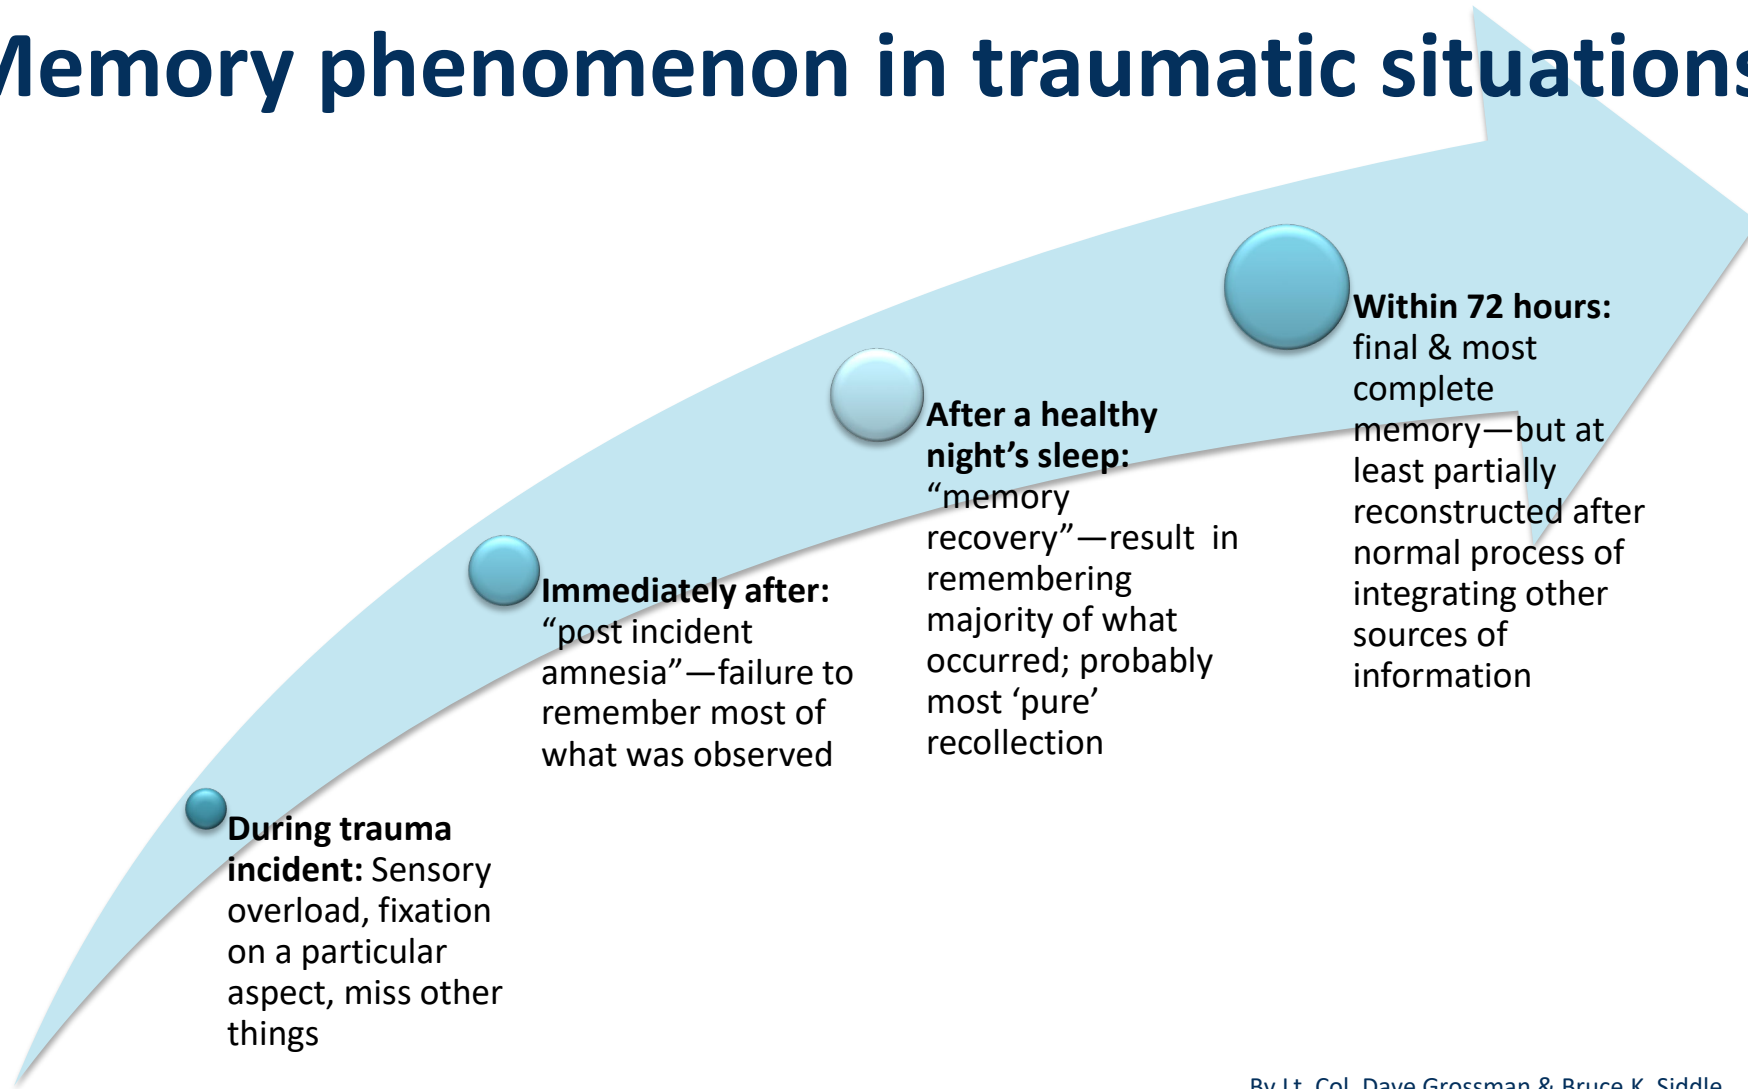 Memory phenomenon in traumatic situations
Within 72 hours:
final & most
complete
memory—but at
least partially
reconstructed after
normal process of
integrating other
sources of
information
After a healthy
night’s sleep:
“memory
recovery”—result in
remembering
majority of what
occurred; probably
most ‘pure’
recollection
Immediately after:
“post incident
amnesia”—failure to
remember most of
what was observed
During trauma
incident: Sensory
overload, fixation
on a particular
aspect, miss other
things
By Lt. Col. Dave Grossman & Bruce K. Siddle